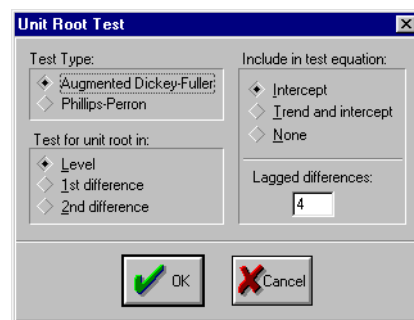 Unit Root Test
Test Type:
Augmented Dickey-Fuller
Phillips-Perron
Test for unit root in:
Level
1st difference
2nd difference
Include in test equation:
Intercept
Trend and intercept
None
Lagged differences:
4
OK
Cancel